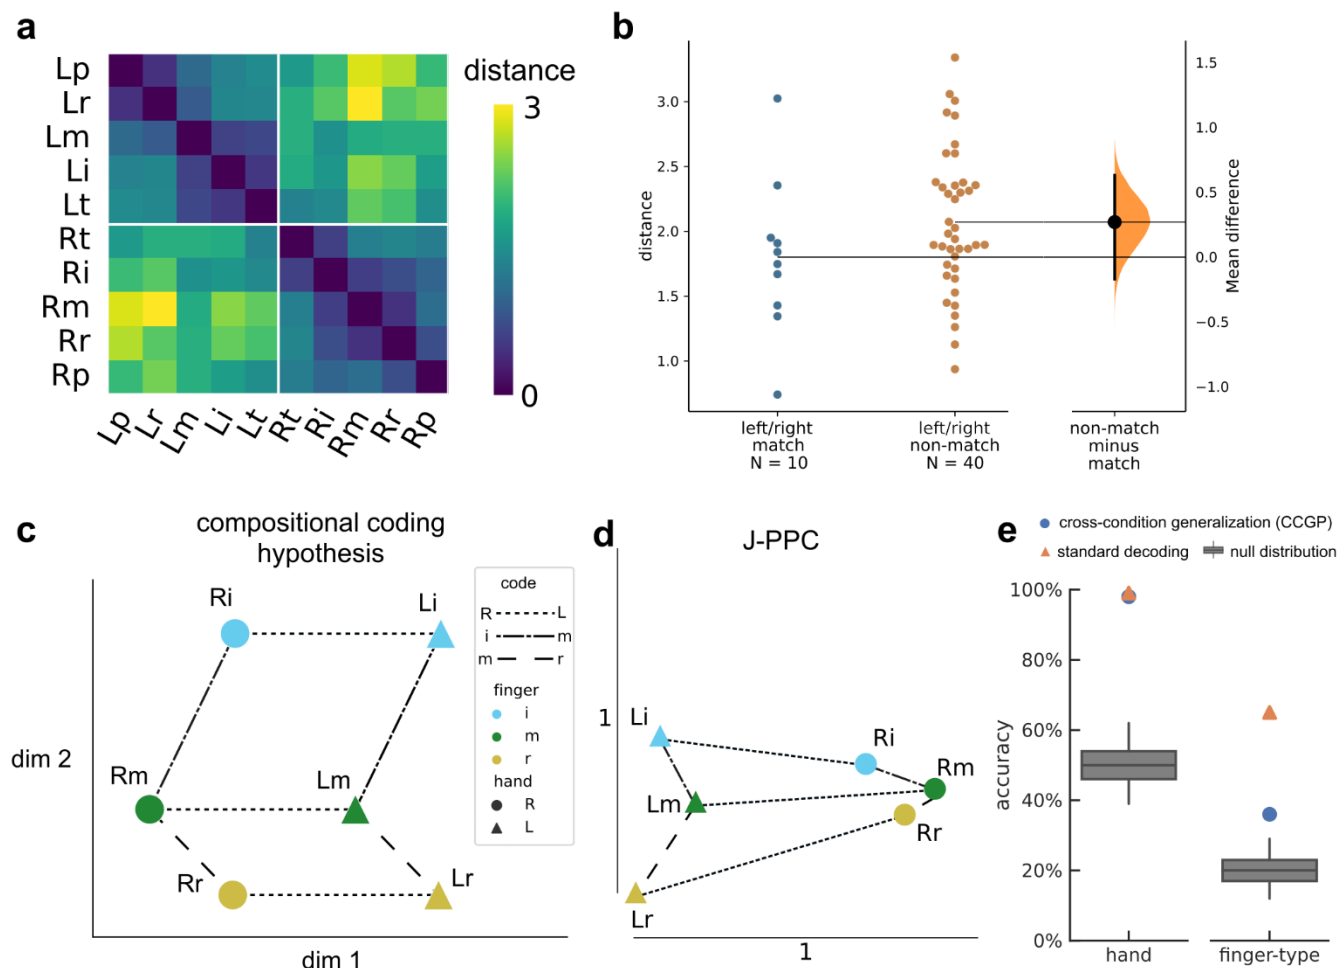 a
distance
Lp
Lr
Lm
Li
Lt
Rt
Ri
Rm
Rr
Rp
Lp
Lr
Lm
Li
Lt
Rt
Ri
Rm
Rr
Rp
3
0
b
distance
3.0
2.5
2.0
1.5
1.0
left/right
match
N = 10
left/right
non-match
N = 40
non-match
minus
match
1.5
1.0
0.5
0.0
−0.5
−1.0
Mean difference
c
compositional coding
hypothesis
dim 2
dim 1
Ri
Li
Rm
Lm
Rr
Lr
code
R L
i m
m r
finger
i
m
r
hand
R
L
d
J-PPC
1
1
Li
Ri
Rm
Lm
Rr
Lr
e
cross-condition generalization (CCGP)
standard decoding
null distribution
accuracy
100%
80%
60%
40%
20%
0%
hand
finger-type